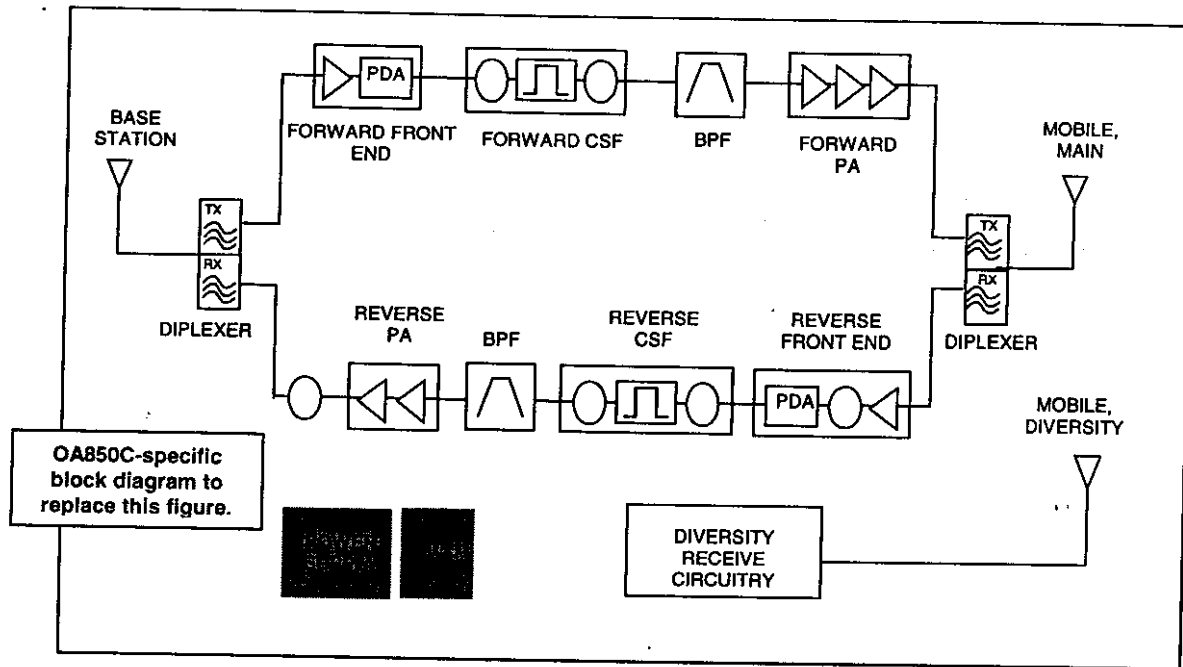 PDA
FORWARD FRONT
END
FORWARD CSF
BPF
FORWARD
PA
BASE
STATION
MOBILE,
MAIN
TX
RX
DIPLEXER
TX
RX
DIPLEXER
REVERSE
PA
BPF
REVERSE
CSF
REVERSE
FRONT END
PDA
MOBILE,
DIVERSITY
OA850C-specific
block diagram to
replace this figure.
DIVERSITY
RECEIVE
CIRCUITRY